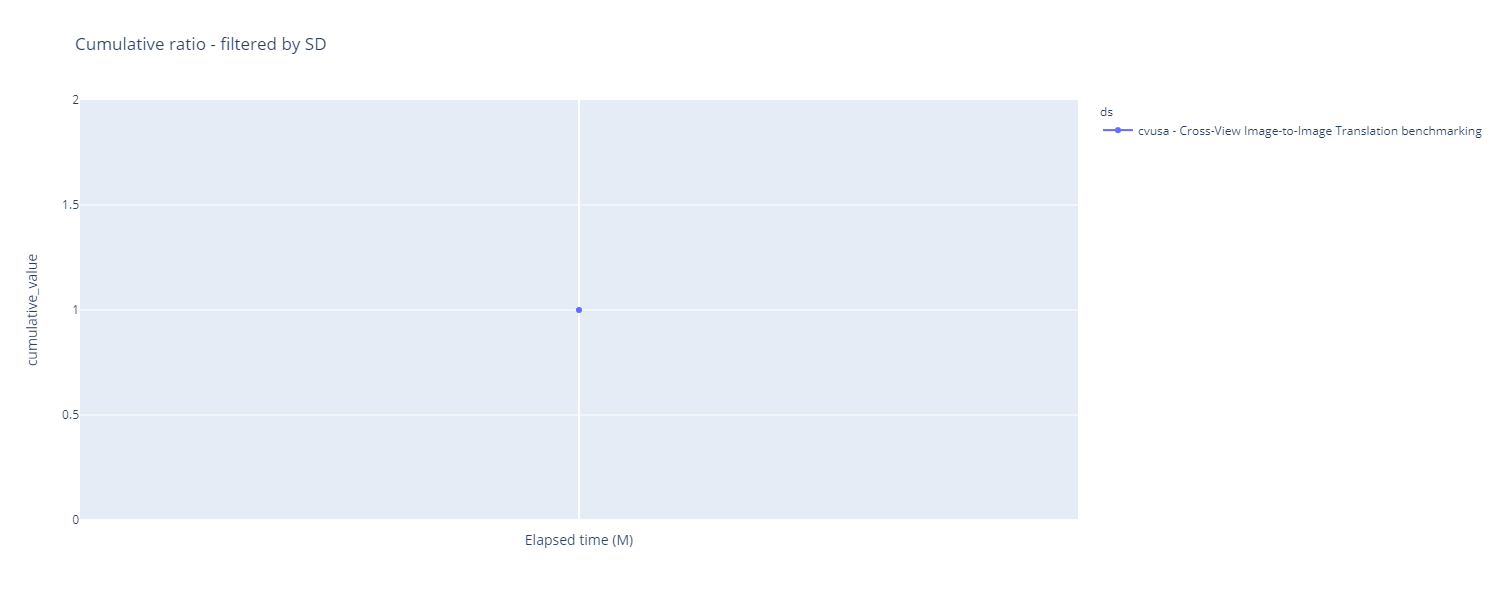 Cumulative ratio - filtered by SD
2
1.5
1
0.5
0
cumulative_value
Elapsed time (M)
ds
cvusa - Cross-View Image-to-Image Translation benchmarking